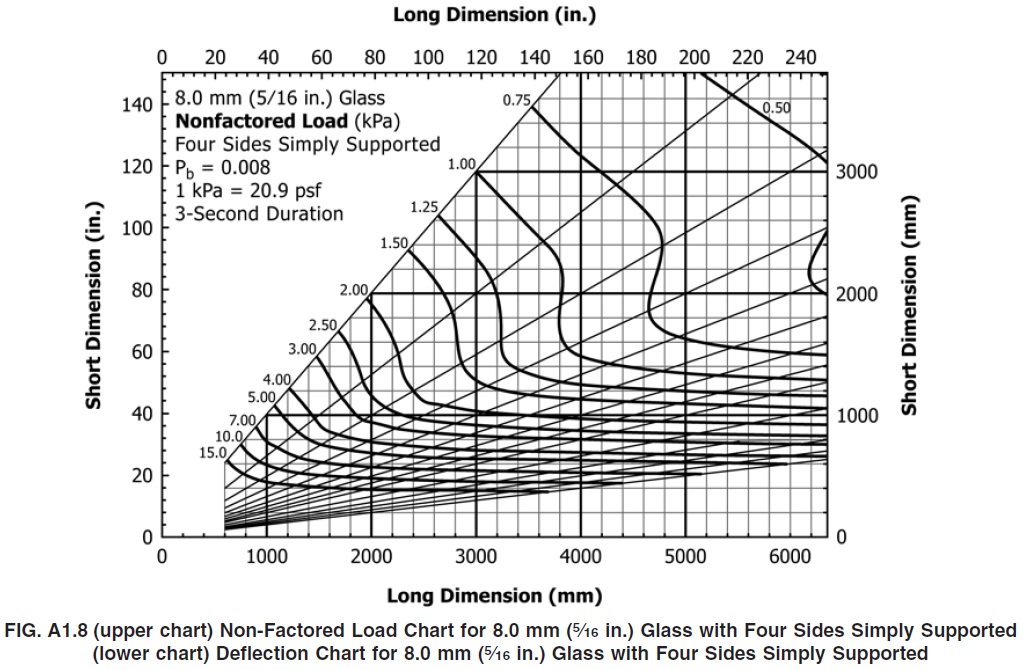 Long Dimension (in.)
0 20 40 60 80 100 120 140 160 180 200 220 240
8.0 mm (5/16 in.) Glass
Nonfactored Load (kPa)
Four Sides Simply Supported
Pb = 0.008
1 kPa = 20.9 psf
3-Second Duration
Short Dimension (in.)
140
120
100
80
60
40
20
0
0.75
0.50
1.00
1.25
1.50
2.00
2.50
3.00
4.00
5.00
7.00
10.0
15.0
3000
2000
1000
0
Short Dimension (mm)
0 1000 2000 3000 4000 5000 6000
Long Dimension (mm)
FIG. A1.8 (upper chart) Non-Factored Load Chart for 8.0 mm (5⁄16 in.) Glass with Four Sides Simply Supported
(lower chart) Deflection Chart for 8.0 mm (5⁄16 in.) Glass with Four Sides Simply Supported